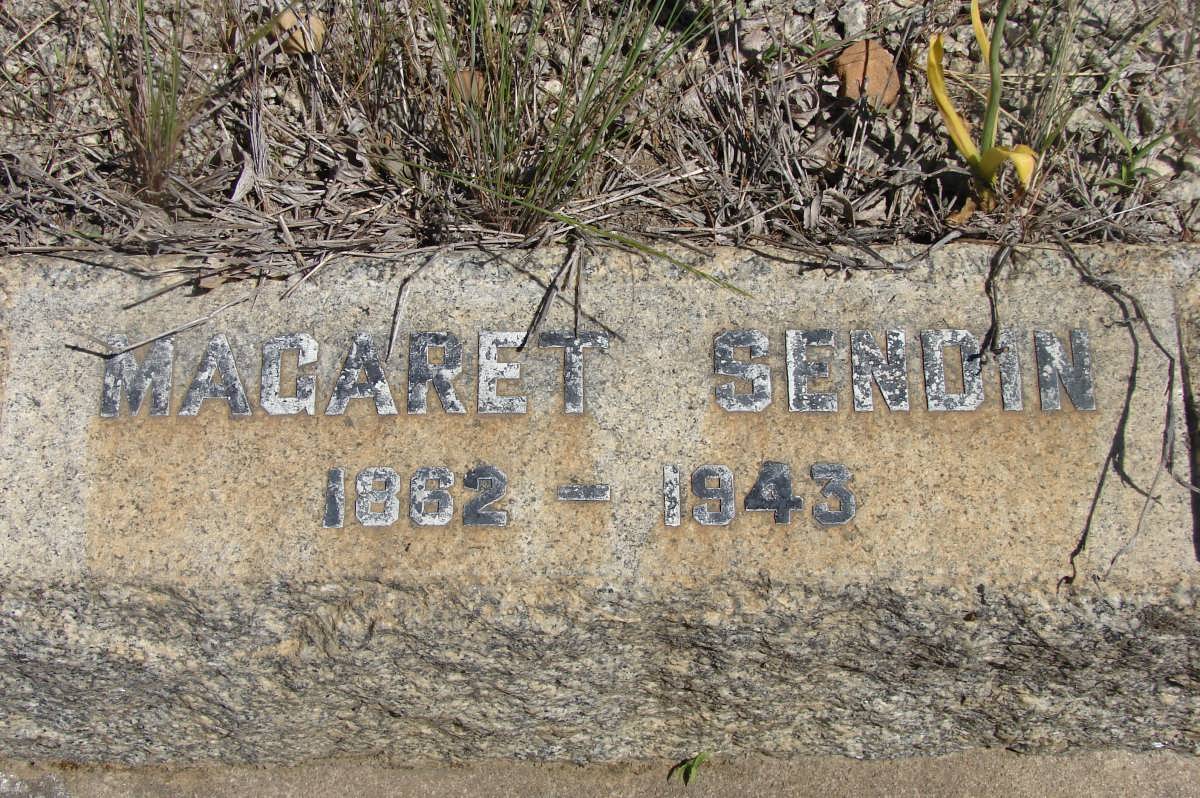 MAGARET SENDIN
1862 - 1943